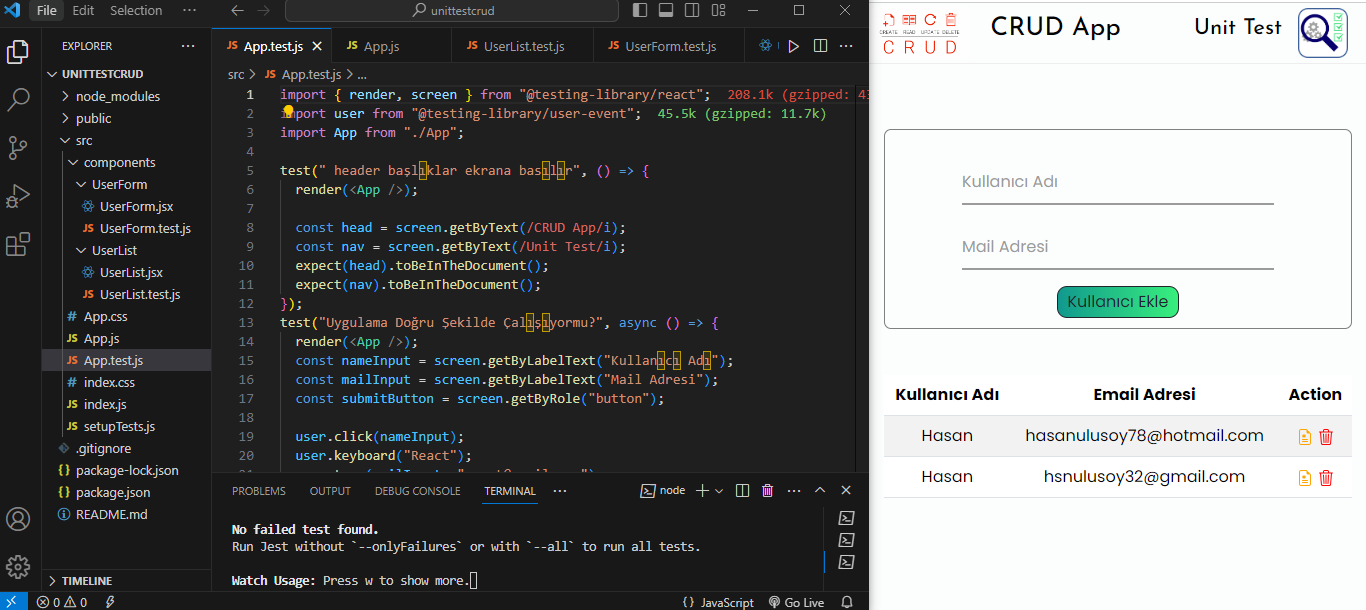 File Edit Selection ··· unittestcrud
EXPLORER ···
UNITTESTCRUD
node_modules
public
src
components
UserForm
UserForm.jsx
UserForm.test.js
UserList
UserList.jsx
UserList.test.js
App.css
App.js
App.test.js
index.css
index.js
setupTests.js
.gitignore
package-lock.json
package.json
README.md
TIMELINE
App.test.js App.js UserList.test.js UserForm.test.js
src > JS App.test.js > ...
1 import { render, screen } from "@testing-library/react"; 208.1k (gzipped: 43
2 import user from "@testing-library/user-event"; 45.5k (gzipped: 11.7k)
3 import App from "./App";
4
5 test(" header başlıklar ekrana basılır", () => {
6 render(<App />);
7
8 const head = screen.getByText(/CRUD App/i);
9 const nav = screen.getByText(/Unit Test/i);
10 expect(head).toBeInTheDocument();
11 expect(nav).toBeInTheDocument();
12 });
13 test("Uygulama Doğru Şekilde Çalışıyormu?", async () => {
14 render(<App />);
15 const nameInput = screen.getByLabelText("Kullanıcı Adı");
16 const mailInput = screen.getByLabelText("Mail Adresi");
17 const submitButton = screen.getByRole("button");
18
19 user.click(nameInput);
20 user.keyboard("React");
PROBLEMS OUTPUT DEBUG CONSOLE TERMINAL ··· node
No failed test found.
Run Jest without `--onlyFailures` or with `--all` to run all tests.
Watch Usage: Press w to show more.
0 0 {} JavaScript Go Live
CREATE READ UPDATE DELETE
C R U D
CRUD App
Unit Test
Kullanıcı Adı
Mail Adresi
Kullanıcı Ekle
Kullanıcı Adı Email Adresi Action
Hasan hasanulusoy78@hotmail.com
Hasan hsnulusoy32@gmail.com